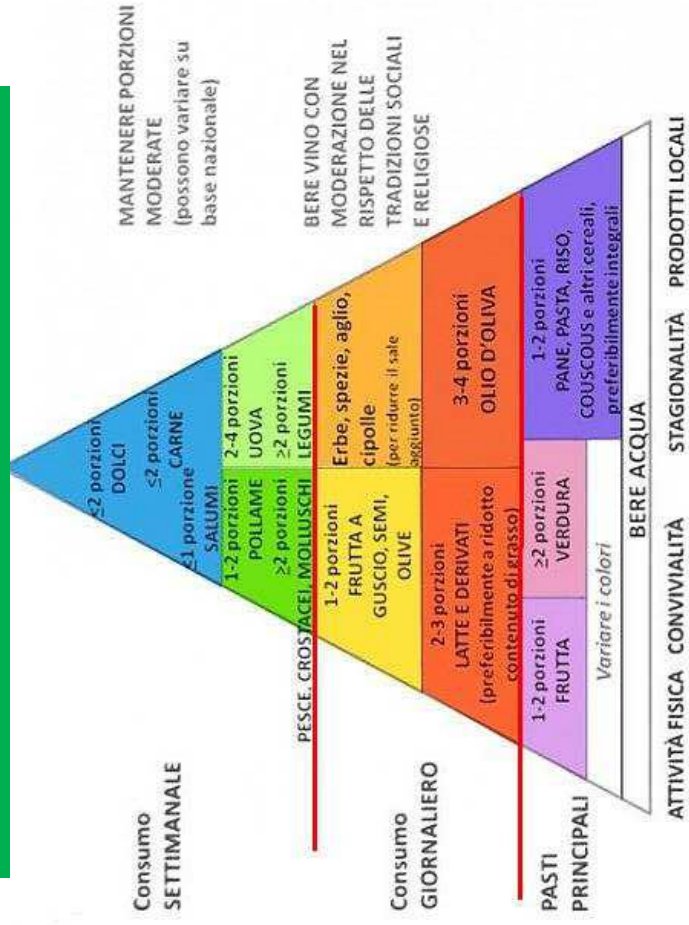 MANTENERE PORZIONI
MODERATE
(possono variare su
base nazionale)
Consumo
SETTIMANALE
≤2 porzioni
DOLCI
≤2 porzioni
CARNE
≤1 porzione
SALUMI
1-2 porzioni
POLLAME
≥2 porzioni
PESCE, CROSTACEI, MOLLUSCHI
2-4 porzioni
UOVA
≥2 porzioni
LEGUMI
BERE VINO CON
MODERAZIONE NEL
RISPETTO DELLE
TRADIZIONI SOCIALI
E RELIGIOSE
Consumo
GIORNALIERO
1-2 porzioni
FRUTTA A
GUSCIO, SEMI,
OLIVE
Erbe, spezie, aglio,
cipolle
(per ridurre il sale
aggiunto)
2-3 porzioni
LATTE E DERIVATI
(preferibilmente a ridotto
contenuto di grasso)
3-4 porzioni
OLIO D'OLIVA
PASTI
PRINCIPALI
1-2 porzioni
FRUTTA
≥2 porzioni
VERDURA
Variare i colori
1-2 porzioni
PANE, PASTA, RISO,
COUSCOUS e altri cereali,
preferibilmente integrali
BERE ACQUA
ATTIVITÀ FISICA CONVIVIALITÀ STAGIONALITÀ PRODOTTI LOCALI